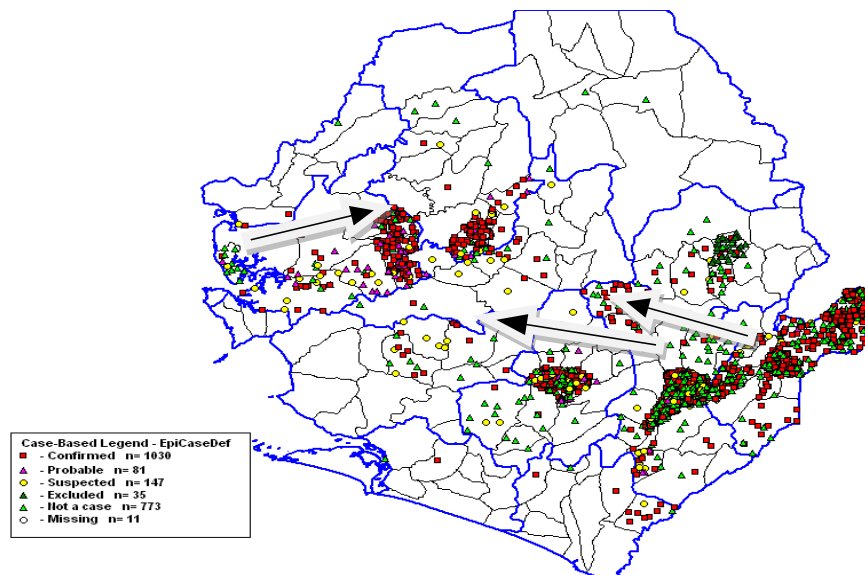 Case-Based Legend - EpiCaseDef
- Confirmed n= 1030
- Probable n= 81
- Suspected n= 147
- Excluded n= 35
- Not a case n= 773
- Missing n= 11